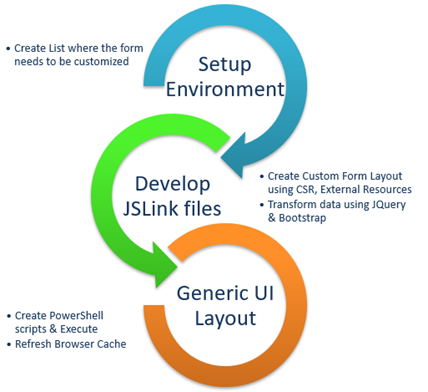 Setup
Environment
• Create List where the form
needs to be customized
Develop
JSLink files
• Create Custom Form Layout
using CSR, External Resources
• Transform data using JQuery
& Bootstrap
Generic UI
Layout
• Create PowerShell
scripts & Execute
• Refresh Browser Cache